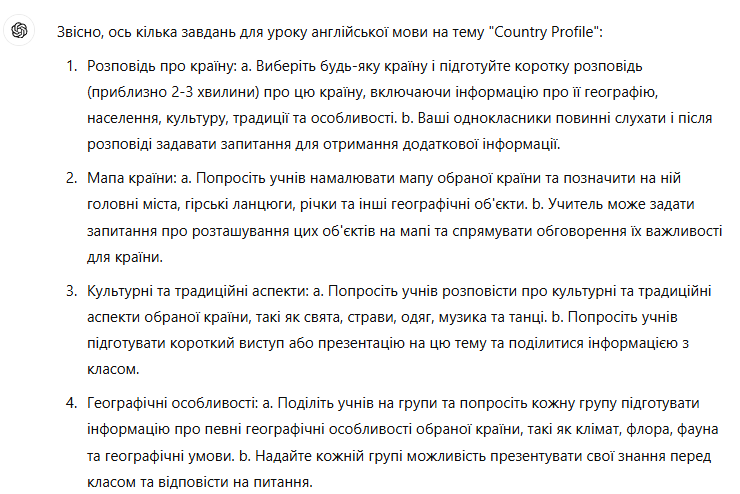 Звісно, ось кілька завдань для уроку англійської мови на тему "Country Profile":
1. Розповідь про країну: a. Виберіть будь-яку країну і підготуйте коротку розповідь
(приблизно 2-3 хвилини) про цю країну, включаючи інформацію про її географію,
населення, культуру, традиції та особливості. b. Ваші однокласники повинні слухати і після
розповіді задавати запитання для отримання додаткової інформації.
2. Мапа країни: a. Попросіть учнів намалювати мапу обраної країни та позначити на ній
головні міста, гірські ланцюги, річки та інші географічні об'єкти. b. Учитель може задати
запитання про розташування цих об'єктів на мапі та спрямувати обговорення їх важливості
для країни.
3. Культурні та традиційні аспекти: a. Попросіть учнів розповісти про культурні та традиційні
аспекти обраної країни, такі як свята, страви, одяг, музика та танці. b. Попросіть учнів
підготувати короткий виступ або презентацію на цю тему та поділитися інформацією з
класом.
4. Географічні особливості: a. Поділіть учнів на групи та попросіть кожну групу підготувати
інформацію про певні географічні особливості обраної країни, такі як клімат, флора, фауна
та географічні умови. b. Надайте кожній групі можливість презентувати свої знання перед
класом та відповісти на питання.